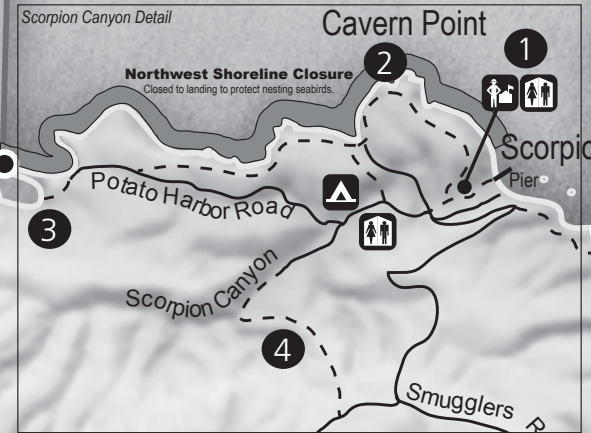 Scorpion Canyon Detail
Cavern Point
1
2
Northwest Shoreline Closure
Closed to landing to protect nesting seabirds.
Scorpio
Pier
Potato Harbor Road
3
Scorpion Canyon
4
Smugglers R